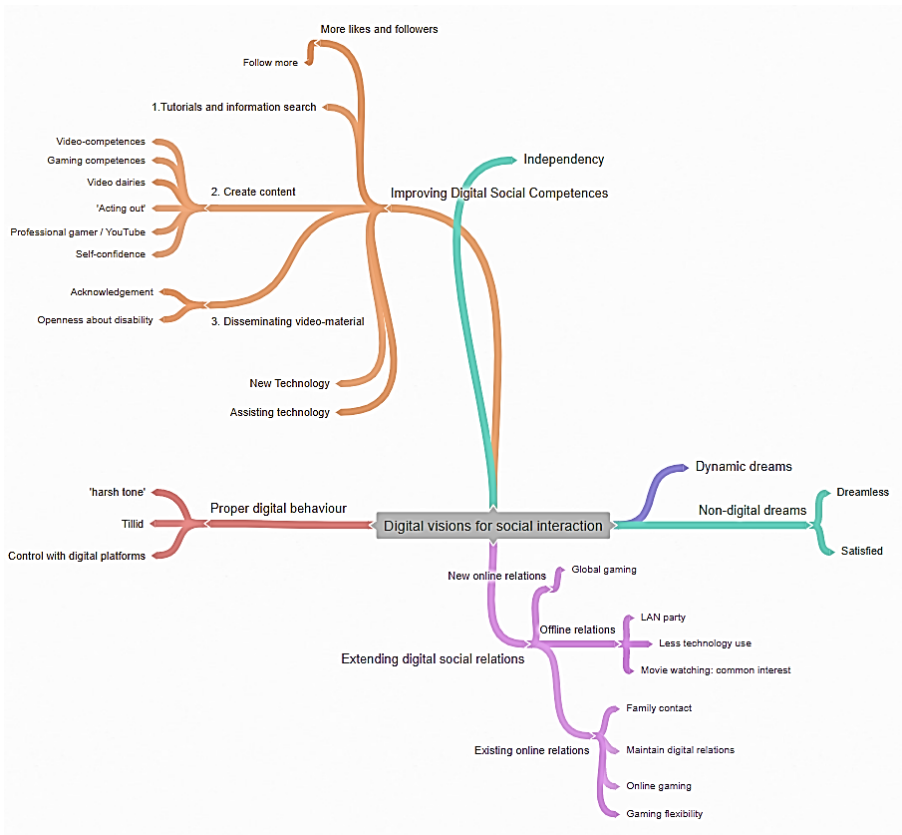 More likes and followers
Follow more
1.Tutorials and information search
Video-competences
Gaming competences
Video dairies
'Acting out'
Professional gamer / YouTube
Self-confidence
2. Create content
Acknowledgement
Openness about disability
3. Disseminating video-material
New Technology
Assisting technology
Improving Digital Social Competences
Independency
'harsh tone'
Tillid
Control with digital platforms
Proper digital behaviour
Digital visions for social interaction
Dynamic dreams
Non-digital dreams
Dreamless
Satisfied
New online relations
Global gaming
Offline relations
LAN party
Less technology use
Movie watching: common interest
Extending digital social relations
Existing online relations
Family contact
Maintain digital relations
Online gaming
Gaming flexibility